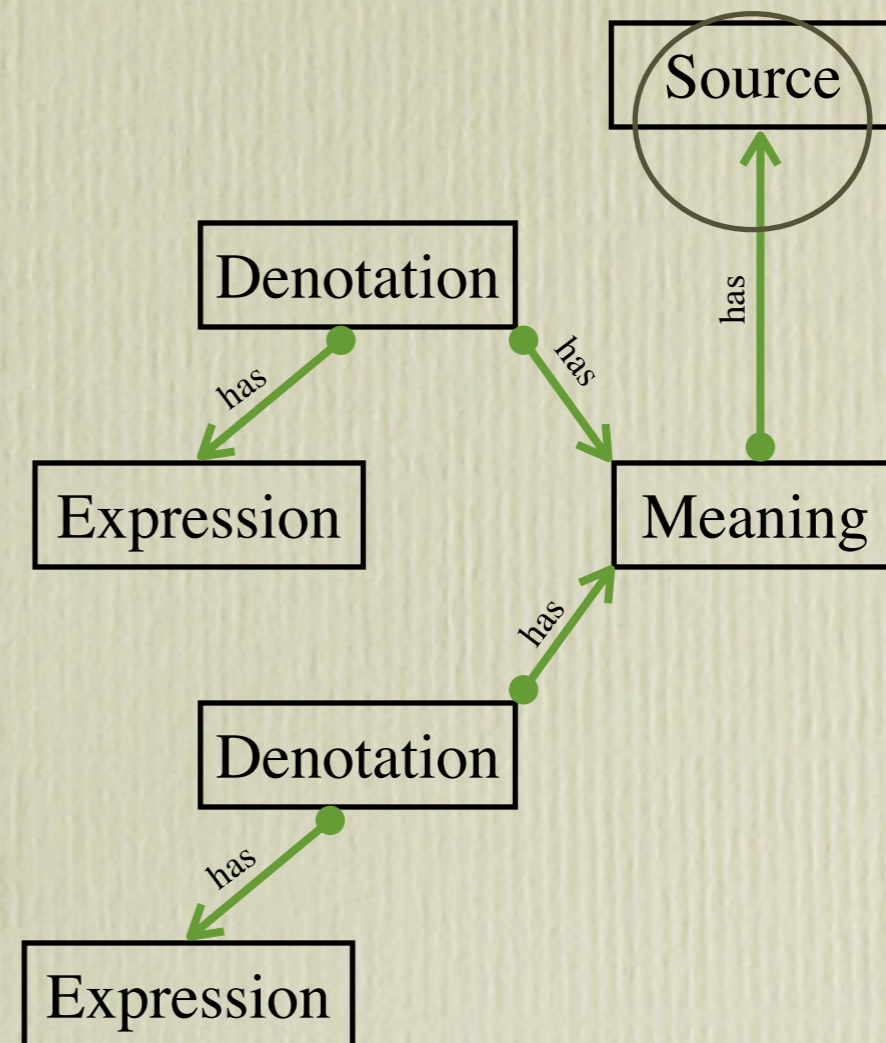 Source
has
Denotation
has
has
Expression
Meaning
has
Denotation
has
Expression